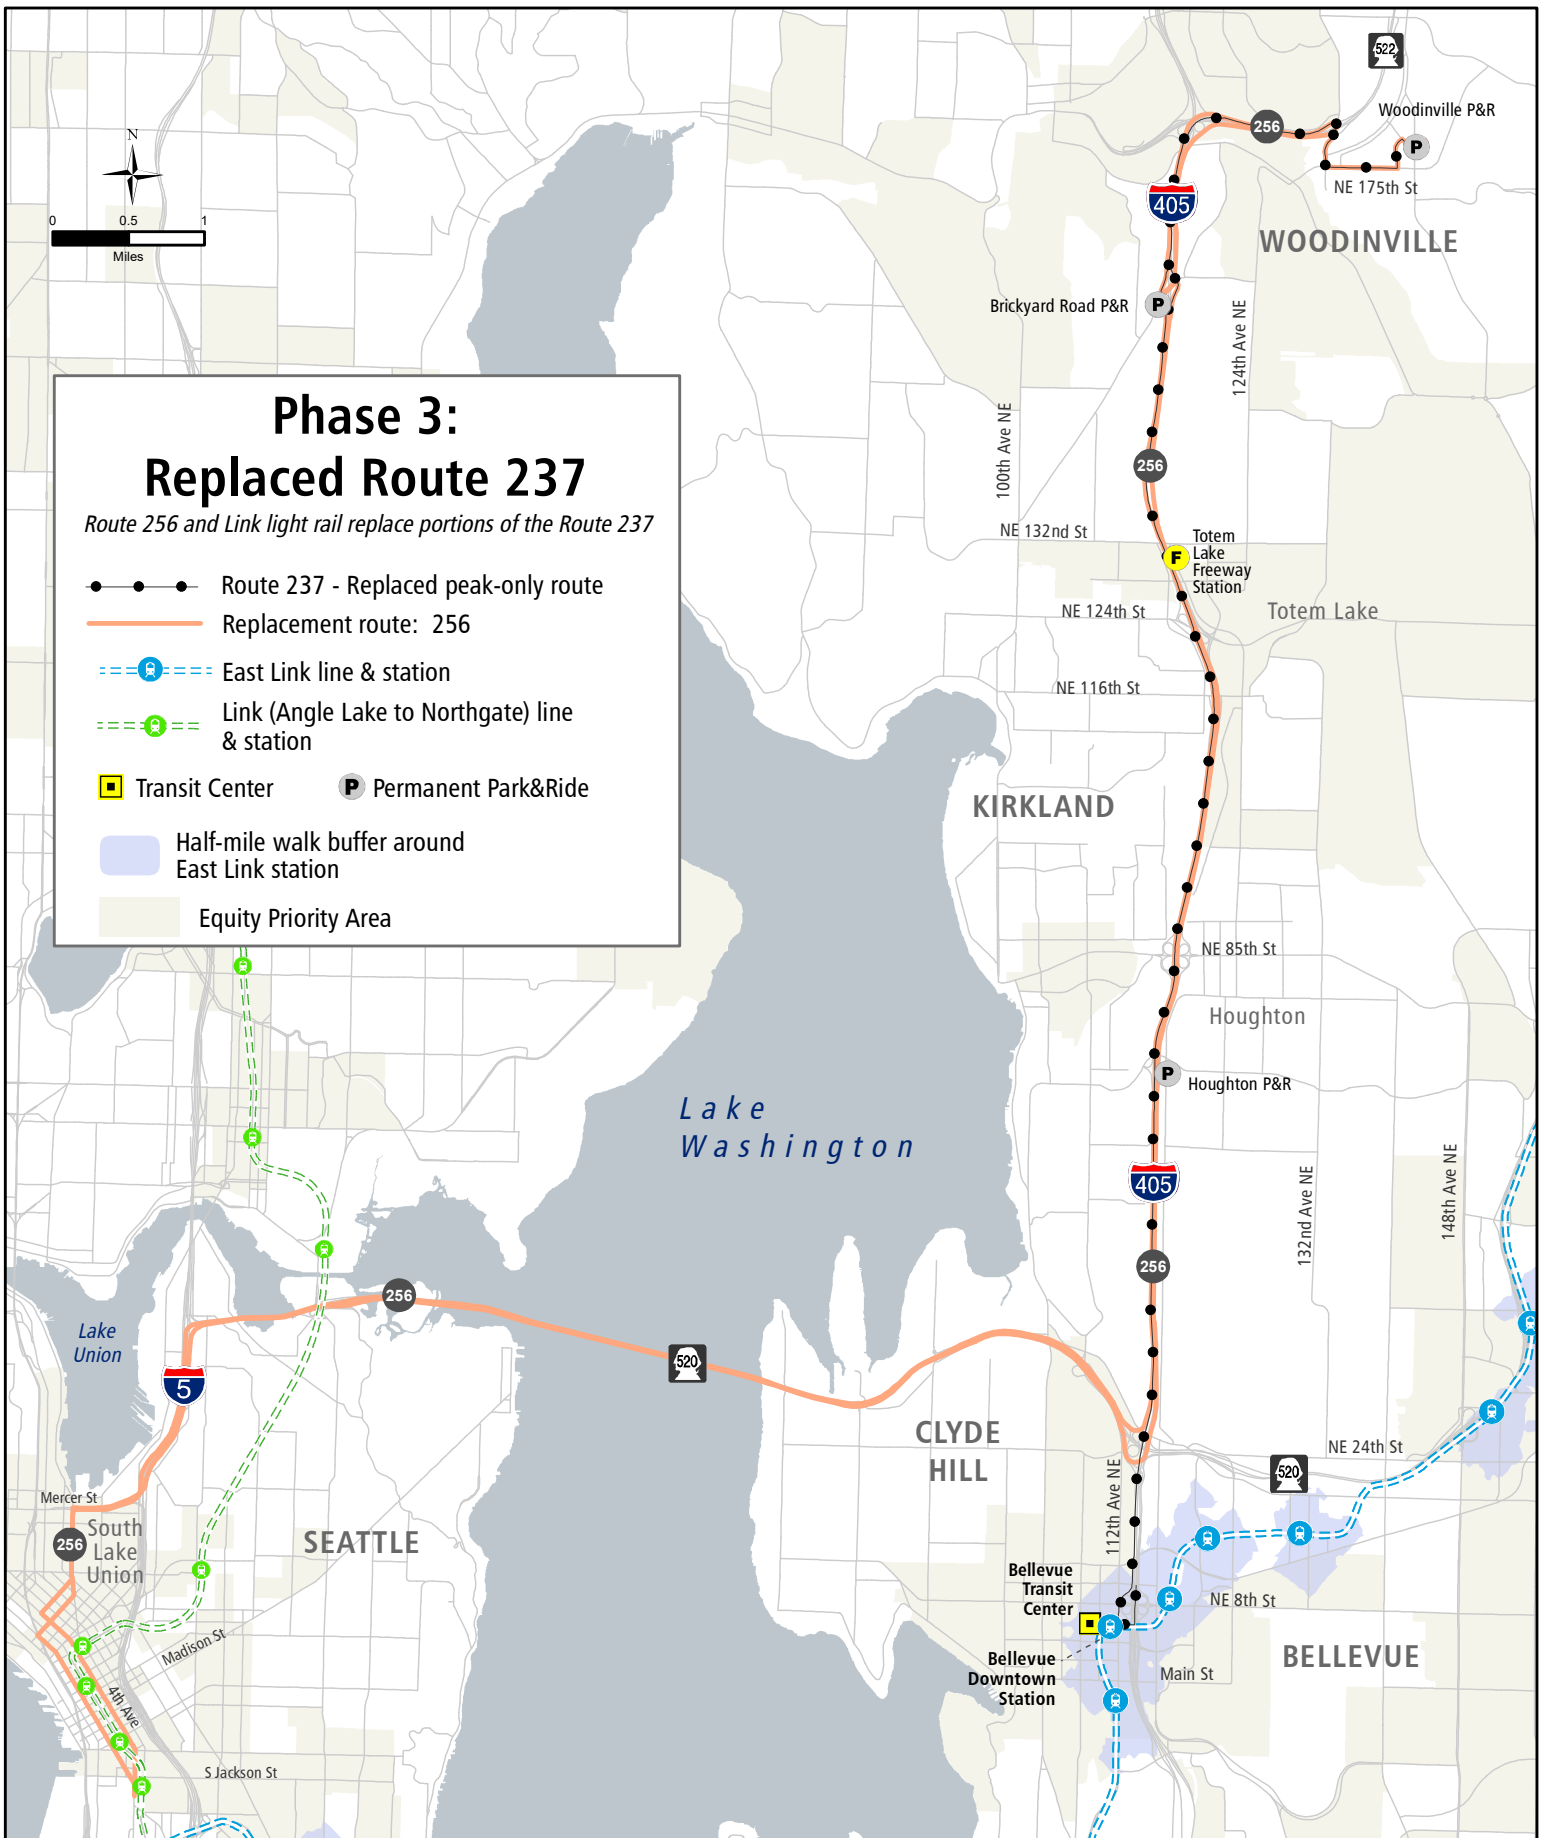 522
Woodinville P&R
256
P
NE 175th St
N
405
0 0.5 1
Miles
WOODINVILLE
Brickyard Road P&R
P
124th Ave NE
Phase 3:
Replaced Route 237
Route 256 and Link light rail replace portions of the Route 237
Route 237 - Replaced peak-only route
Replacement route: 256
East Link line & station
Link (Angle Lake to Northgate) line
& station
Transit Center
P Permanent Park&Ride
Half-mile walk buffer around
East Link station
Equity Priority Area
100th Ave NE
256
NE 132nd St
F
Totem
Lake
Freeway
Station
NE 124th St
Totem Lake
NE 116th St
KIRKLAND
NE 85th St
Houghton
P
Houghton P&R
Lake
Washington
405
132nd Ave NE
148th Ave NE
256
256
Lake
Union
520
5
CLYDE
HILL
NE 24th St
520
112th Ave NE
Mercer St
256
South
Lake
Union
SEATTLE
Bellevue
Transit
Center
NE 8th St
Madison St
BELLEVUE
Bellevue
Downtown
Station
Main St
4th Ave
S Jackson St